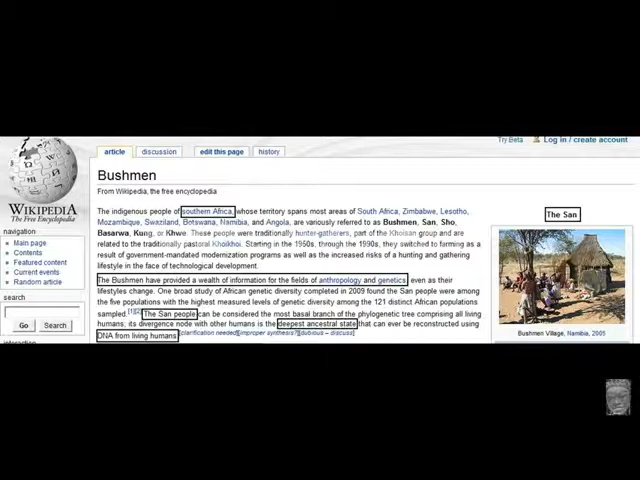 Try Beta
Log in / create account
article
discussion
edit this page
history
Bushmen
From Wikipedia, the free encyclopedia
WIKIPEDIA
The Free Encyclopedia
navigation
Main page
Contents
Featured content
Current events
Random article
search
Go
Search
interaction
The indigenous people of southern Africa, whose territory spans most areas of South Africa, Zimbabwe, Lesotho,
Mozambique, Swaziland, Botswana, Namibia, and Angola, are variously referred to as Bushmen, San, Sho,
Basarwa, Kung, or Khwe. These people were traditionally hunter-gatherers, part of the Khoisan group and are
related to the traditionally pastoral Khoikhoi. Starting in the 1950s, through the 1990s, they switched to farming as a
result of government-mandated modernization programs as well as the increased risks of a hunting and gathering
lifestyle in the face of technological development.
The Bushmen have provided a wealth of information for the fields of anthropology and genetics, even as their
lifestyles change. One broad study of African genetic diversity completed in 2009 found the San people were among
the five populations with the highest measured levels of genetic diversity among the 121 distinct African populations
sampled.[1][2] The San people can be considered the most basal branch of the phylogenetic tree comprising all living
humans; its divergence node with other humans is the deepest ancestral state that can ever be reconstructed using
DNA from living humans.[clarification needed][improper synthesis?][dubious – discuss].
The San
Bushmen Village, Namibia, 2005